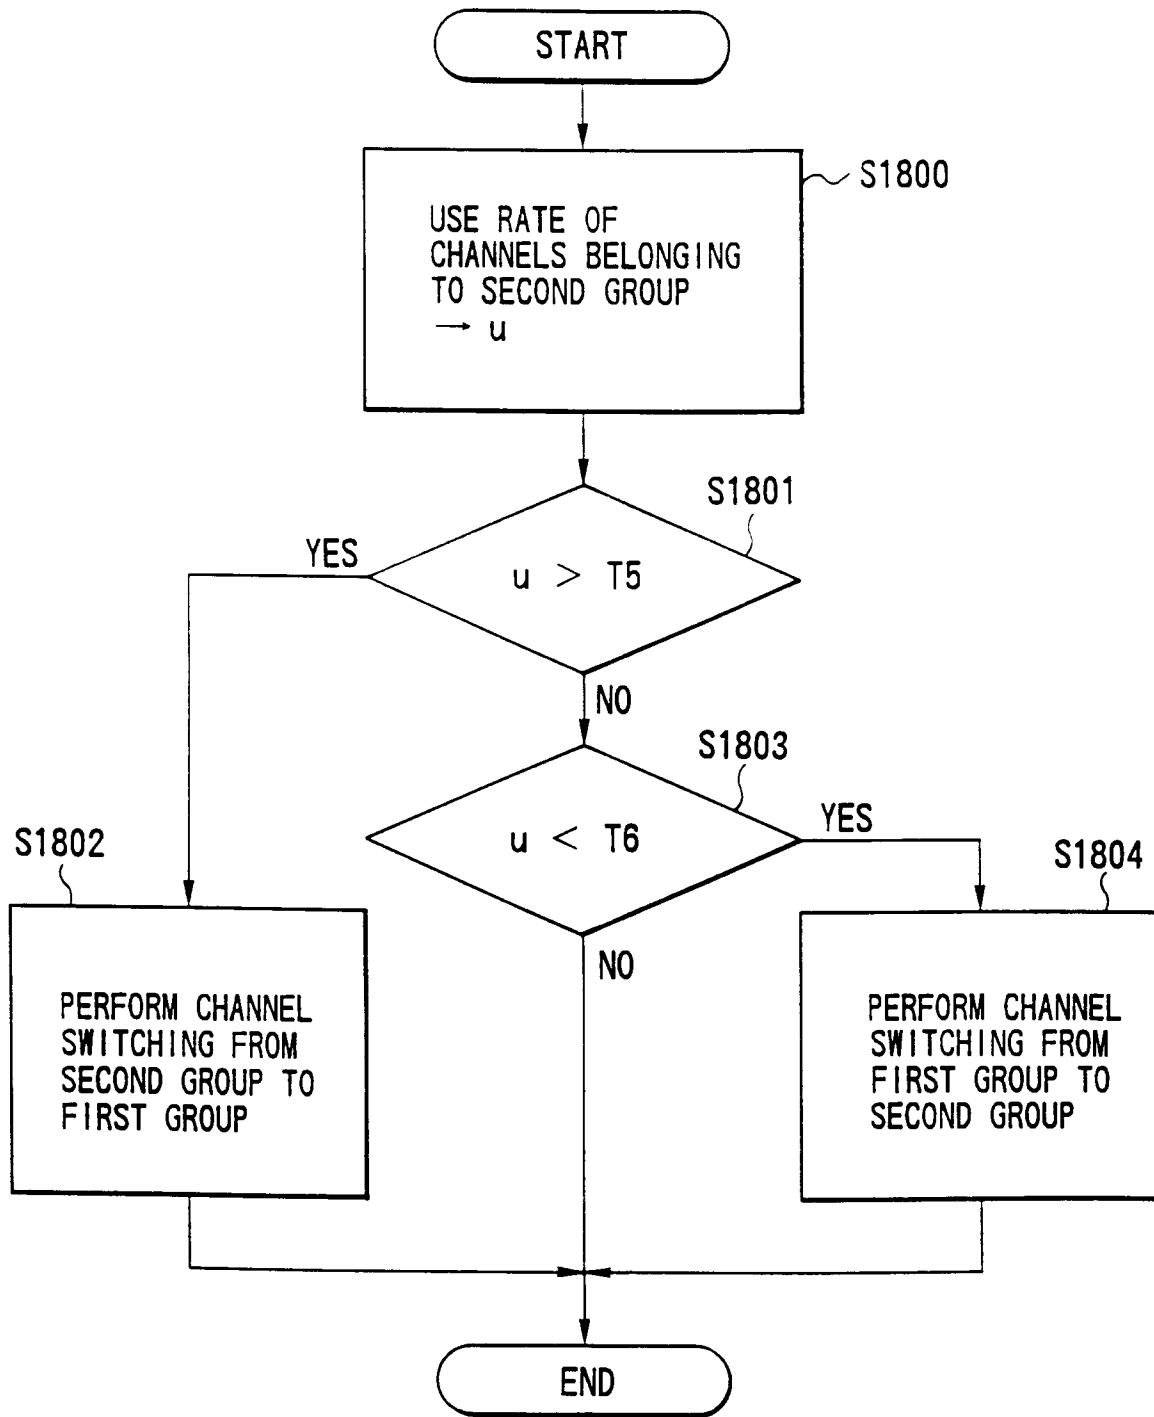 START
S1800
USE RATE OF
CHANNELS BELONGING
TO SECOND GROUP
→ u
S1801
YES
u > T5
NO
S1803
YES
u < T6
S1802
S1804
NO
PERFORM CHANNEL
SWITCHING FROM
SECOND GROUP TO
FIRST GROUP
PERFORM CHANNEL
SWITCHING FROM
FIRST GROUP TO
SECOND GROUP
END